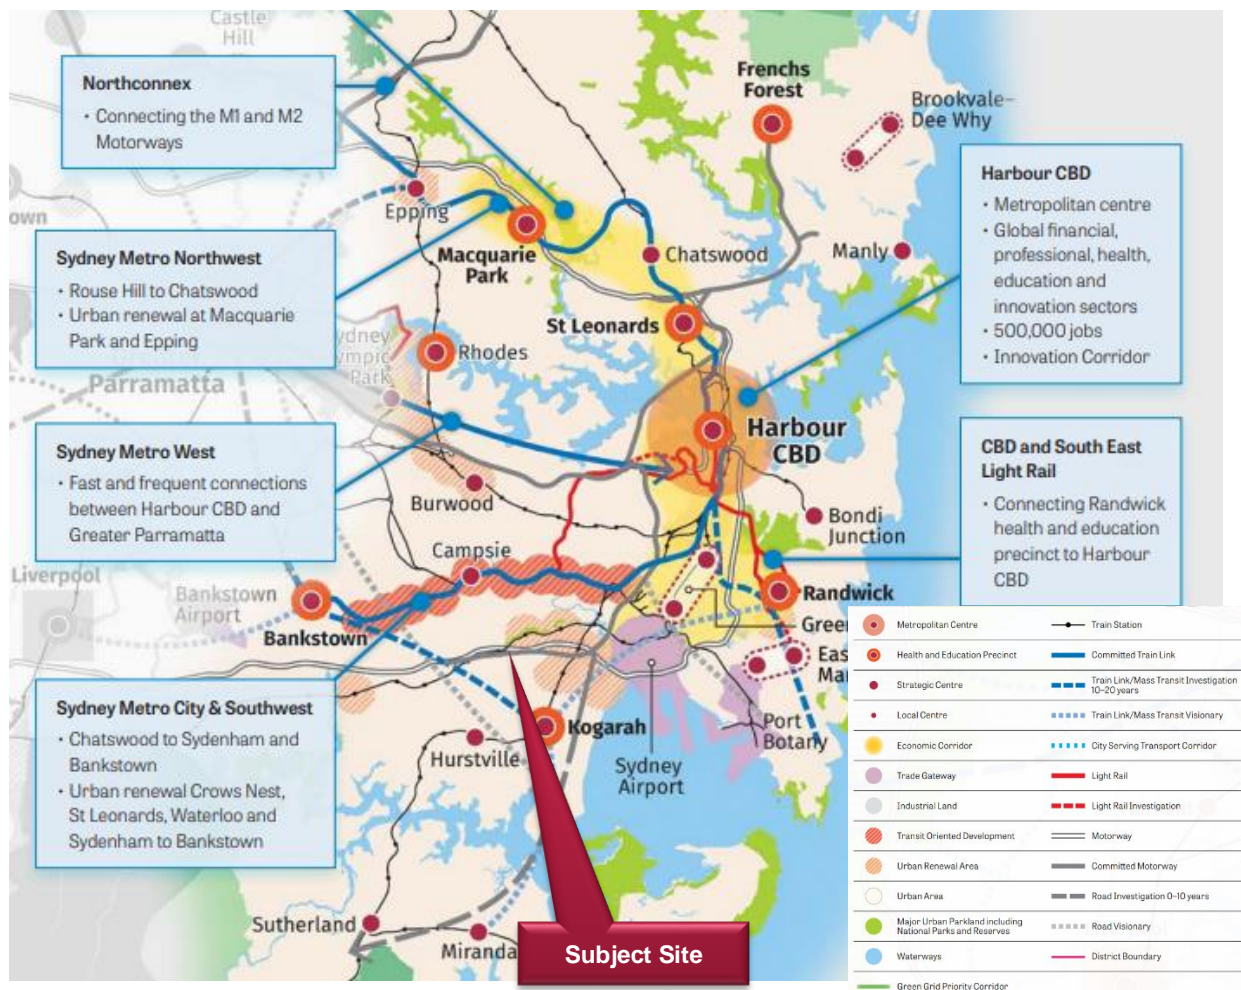 Castle
Hill
Northconnex
• Connecting the M1 and M2
Motorways
Frenchs
Forest
Brookvale-
Dee Why
Harbour CBD
• Metropolitan centre
• Global financial,
professional, health,
education and
innovation sectors
• 500,000 jobs
• Innovation Corridor
own
Epping
Sydney Metro Northwest
• Rouse Hill to Chatswood
• Urban renewal at Macquarie
Park and Epping
Macquarie
Park
Chatswood
Manly
St Leonards
ydney
ympic
Park
Rhodes
Parramatta
Harbour
CBD
Sydney Metro West
• Fast and frequent connections
between Harbour CBD and
Greater Parramatta
CBD and South East
Light Rail
• Connecting Randwick
health and education
precinct to Harbour
CBD
Burwood
Bondi
Junction
Campsie
Liverpool
Bankstown
Airport
Bankstown
Randwick
Green
Eas
Ma
Sydney Metro City & Southwest
• Chatswood to Sydenham and
Bankstown
• Urban renewal Crows Nest,
St Leonards, Waterloo and
Sydenham to Bankstown
Kogarah
Hurstville
Port
Botany
Sydney
Airport
Sutherland
Miranda
Subject Site
Metropolitan Centre
Health and Education Precinct
Strategic Centre
Local Centre
Economic Corridor
Trade Gateway
Industrial Land
Transit Oriented Development
Urban Renewal Area
Urban Area
Major Urban Parkland including
National Parks and Reserves
Waterways
Green Grid Priority Corridor
Train Station
Committed Train Link
Train Link/Mass Transit Investigation
10–20 years
Train Link/Mass Transit Visionary
City Serving Transport Corridor
Light Rail
Light Rail Investigation
Motorway
Committed Motorway
Road Investigation 0–10 years
Road Visionary
District Boundary